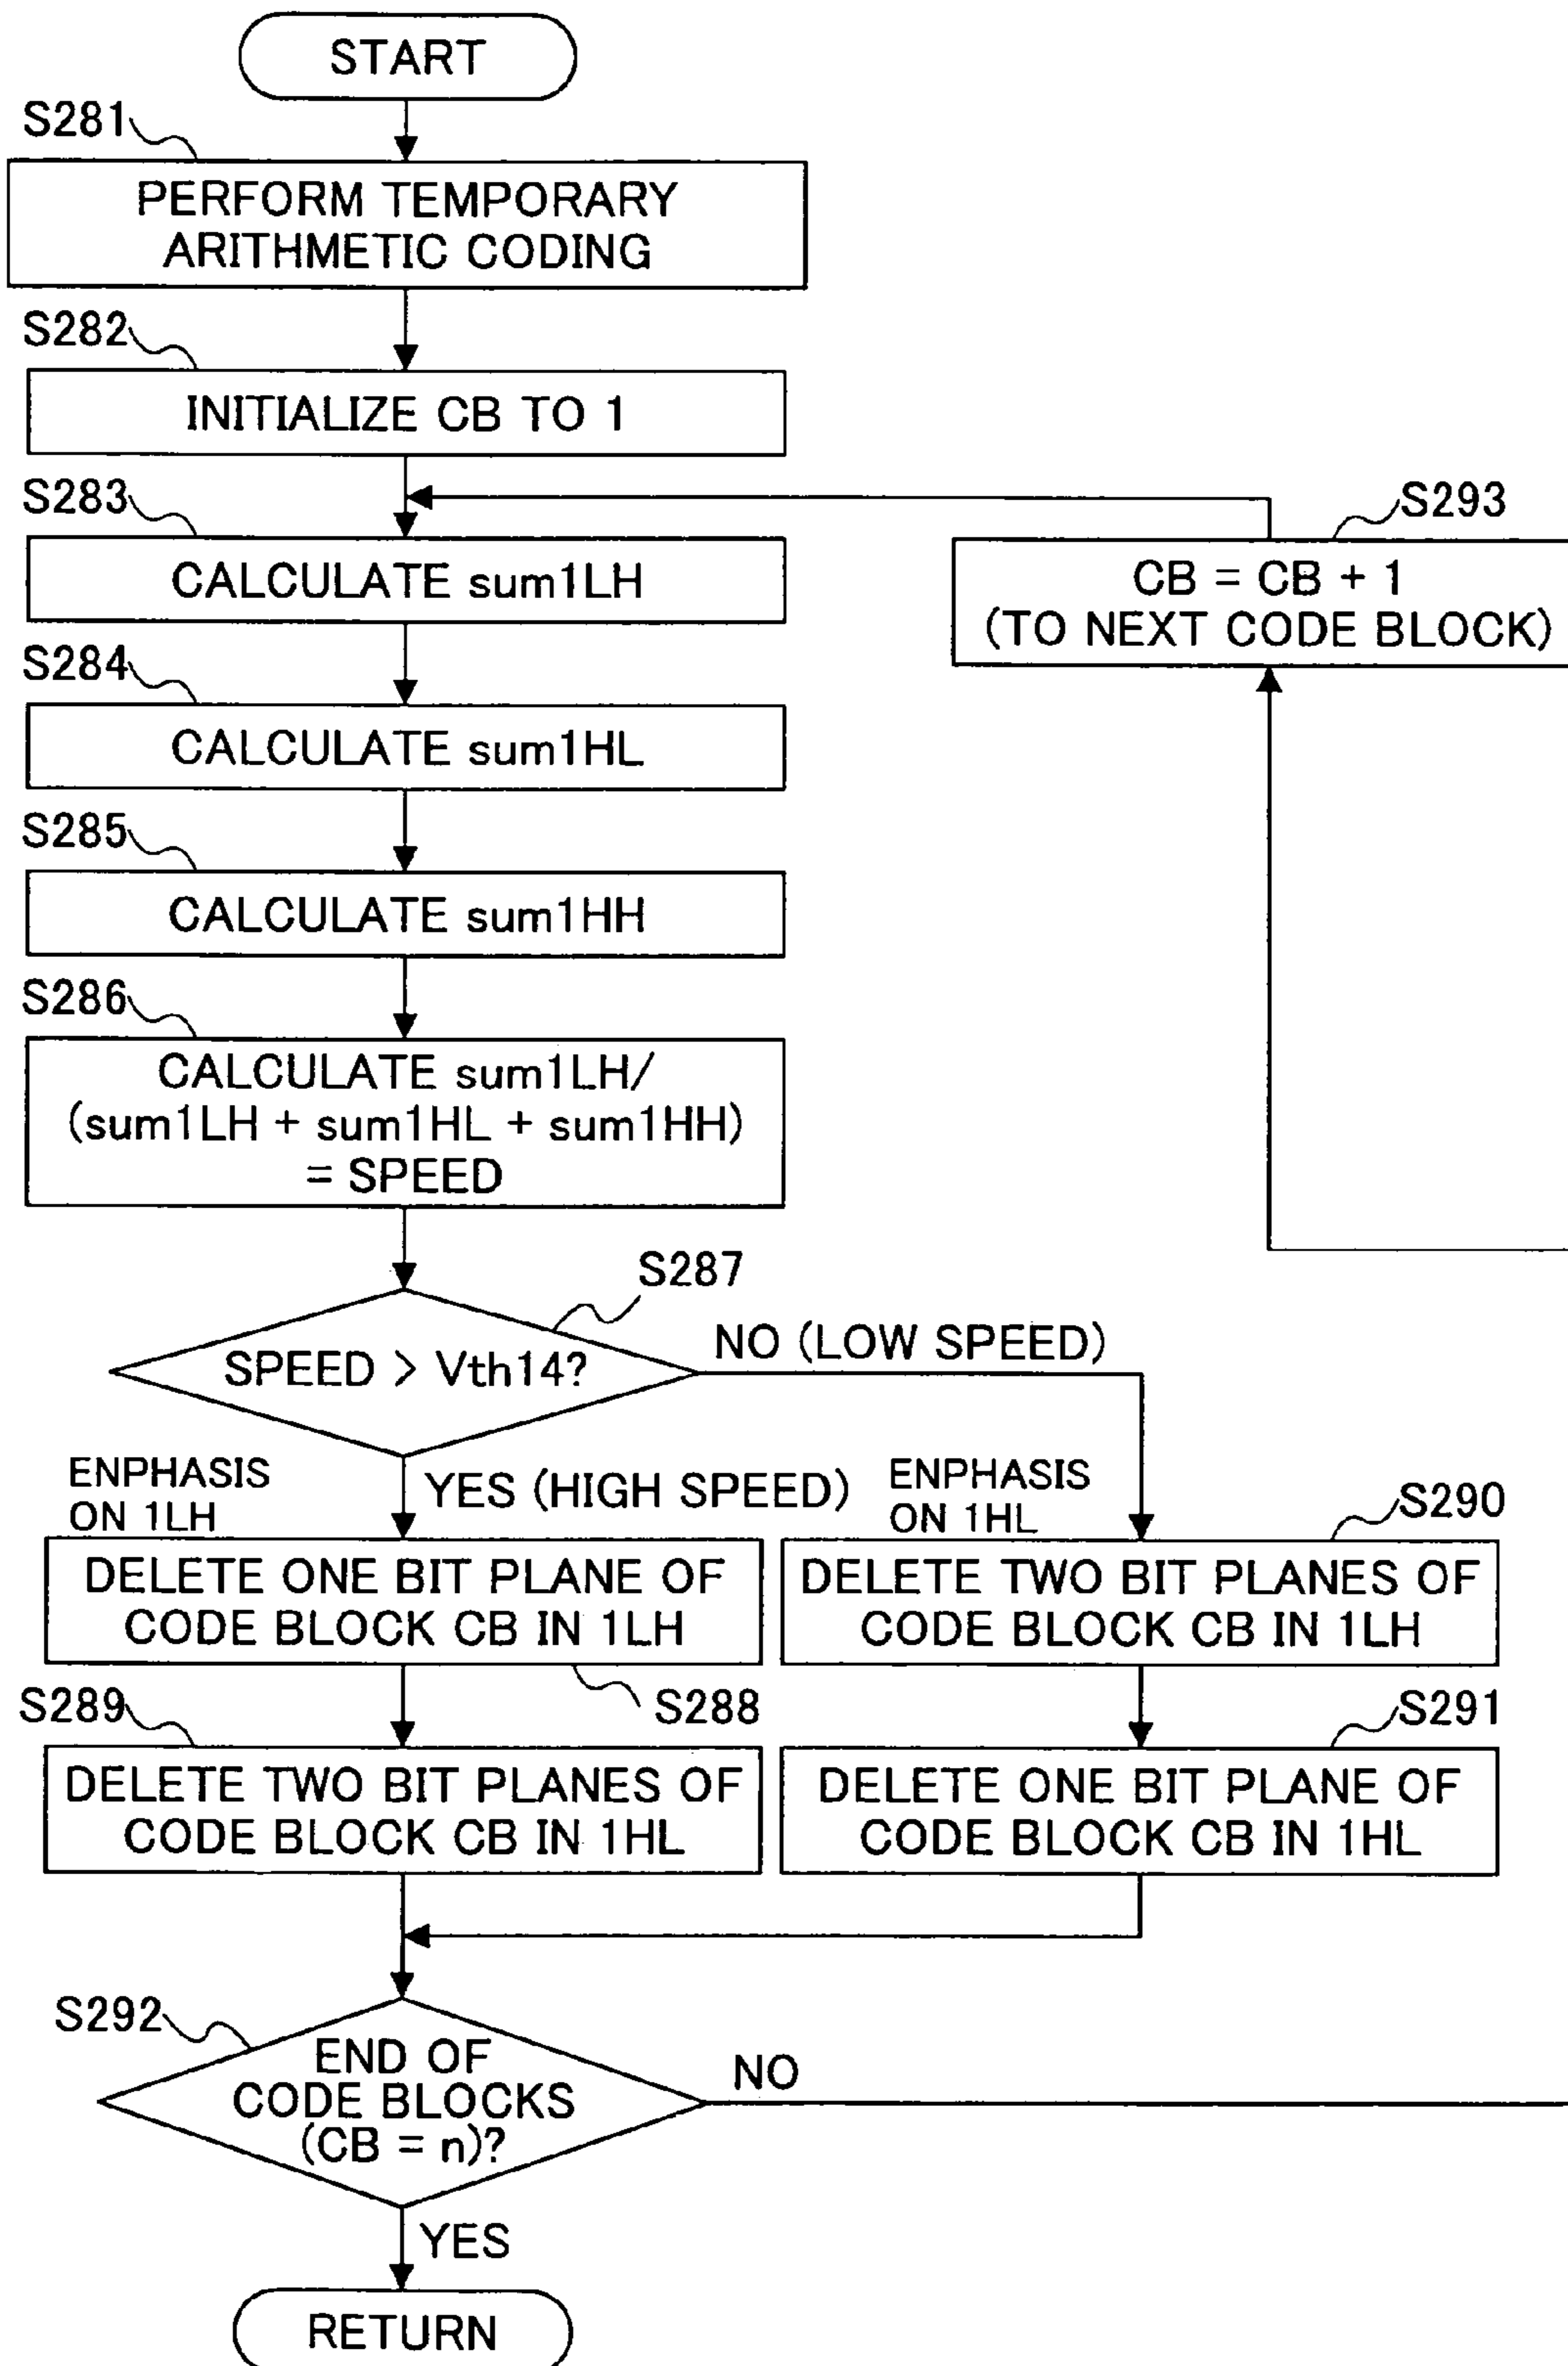 START
S281
PERFORM TEMPORARY
ARITHMETIC CODING
S282
INITIALIZE CB TO 1
S283
CALCULATE sum1LH
S293
CB = CB + 1
(TO NEXT CODE BLOCK)
S284
CALCULATE sum1HL
S285
CALCULATE sum1HH
S286
CALCULATE sum1LH/
(sum1LH + sum1HL + sum1HH)
= SPEED
S287
SPEED > Vth14?
NO (LOW SPEED)
ENPHASIS
ON 1LH
YES (HIGH SPEED)
ENPHASIS
ON 1HL
S290
DELETE ONE BIT PLANE OF
CODE BLOCK CB IN 1LH
DELETE TWO BIT PLANES OF
CODE BLOCK CB IN 1LH
S288
S289
DELETE TWO BIT PLANES OF
CODE BLOCK CB IN 1HL
S291
DELETE ONE BIT PLANE OF
CODE BLOCK CB IN 1HL
S292
END OF
CODE BLOCKS
(CB = n)?
NO
YES
RETURN